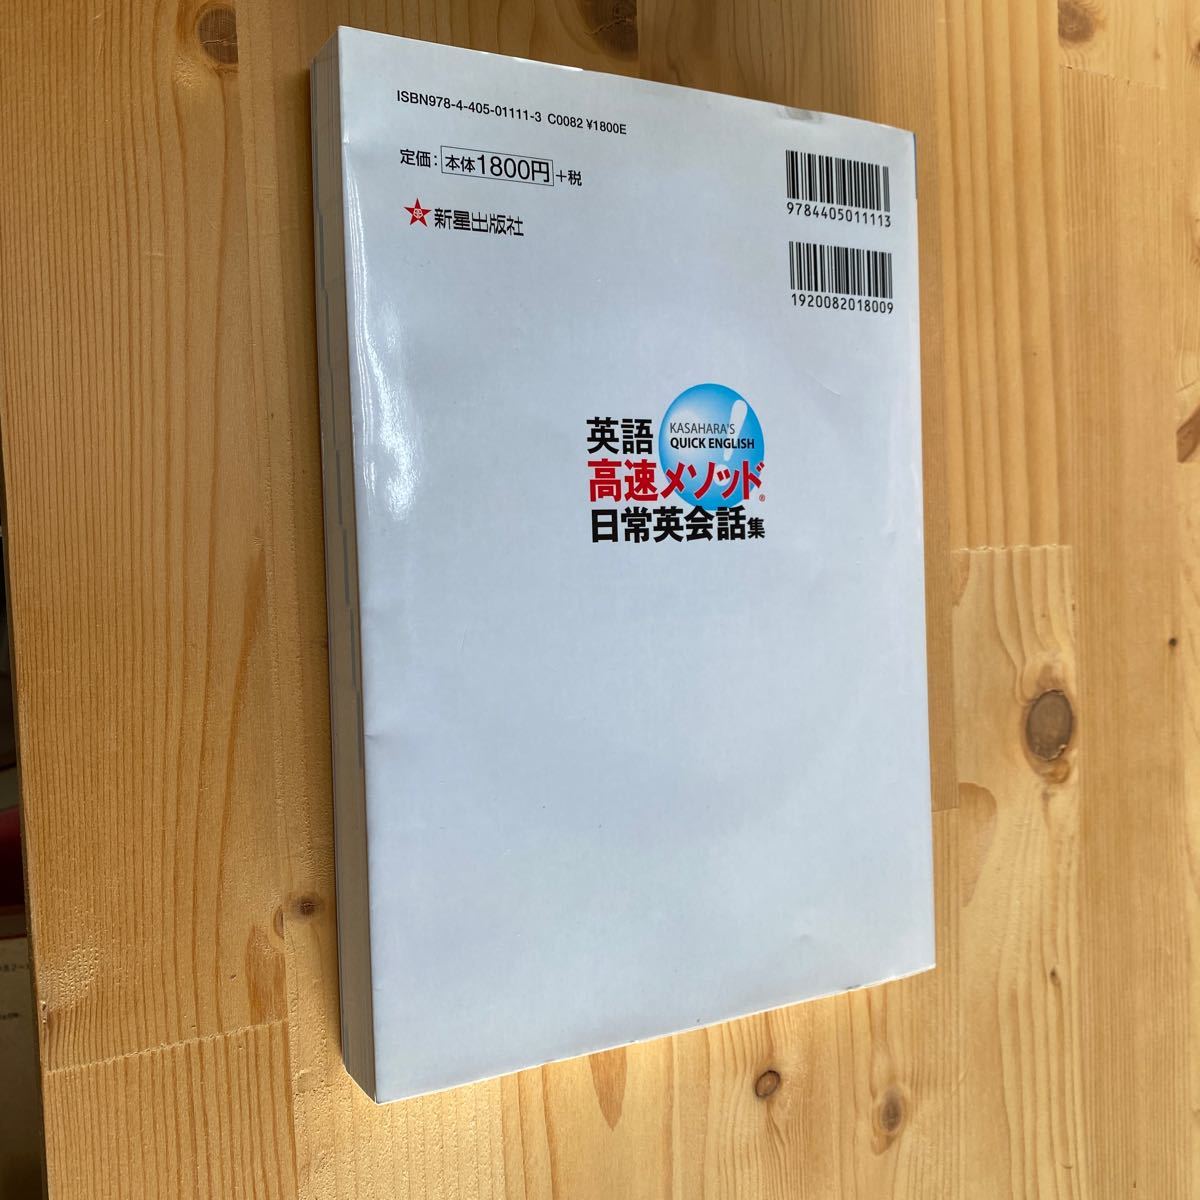 ISBN978-4-405-01111-3 C0082 ¥1800E
定価：本体1800円+税
新星出版社
9784405011113
1920082018009
KASAHARA'S
QUICK ENGLISH
英語
高速メソッド®
日常英会話集